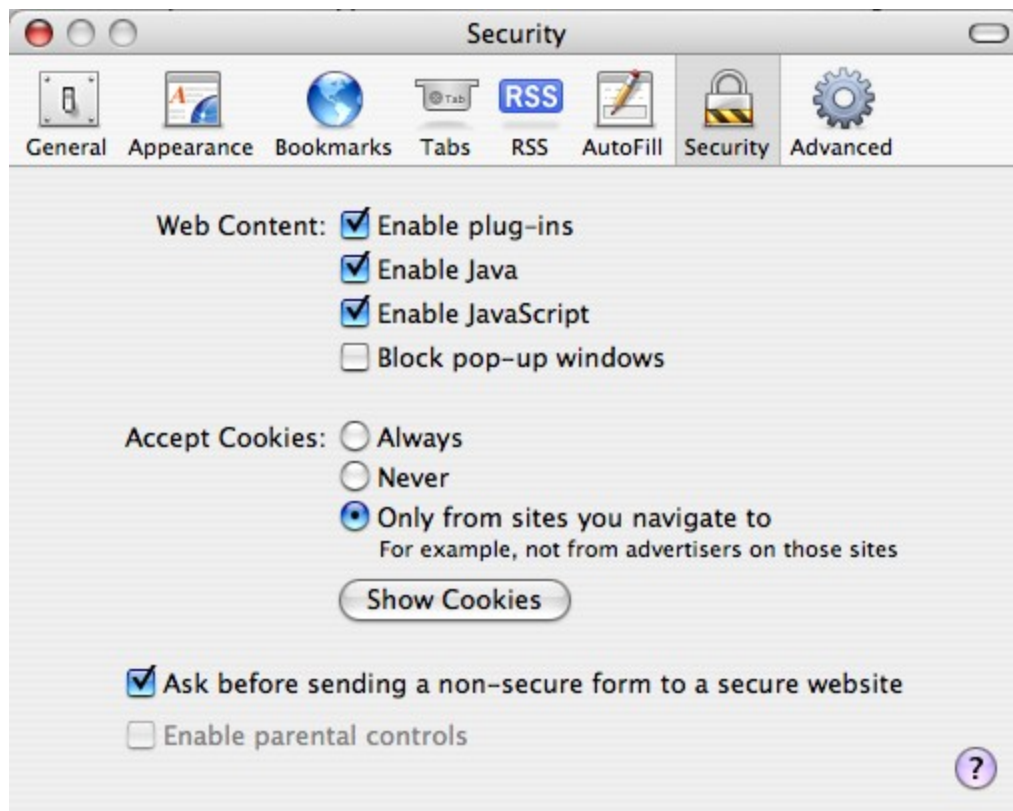 Security
Tab
RSS
General Appearance Bookmarks Tabs RSS AutoFill Security Advanced
Web Content: Enable plug-ins
Enable Java
Enable JavaScript
Block pop-up windows
Accept Cookies: Always
Never
Only from sites you navigate to
For example, not from advertisers on those sites
Show Cookies
Ask before sending a non-secure form to a secure website
Enable parental controls
?